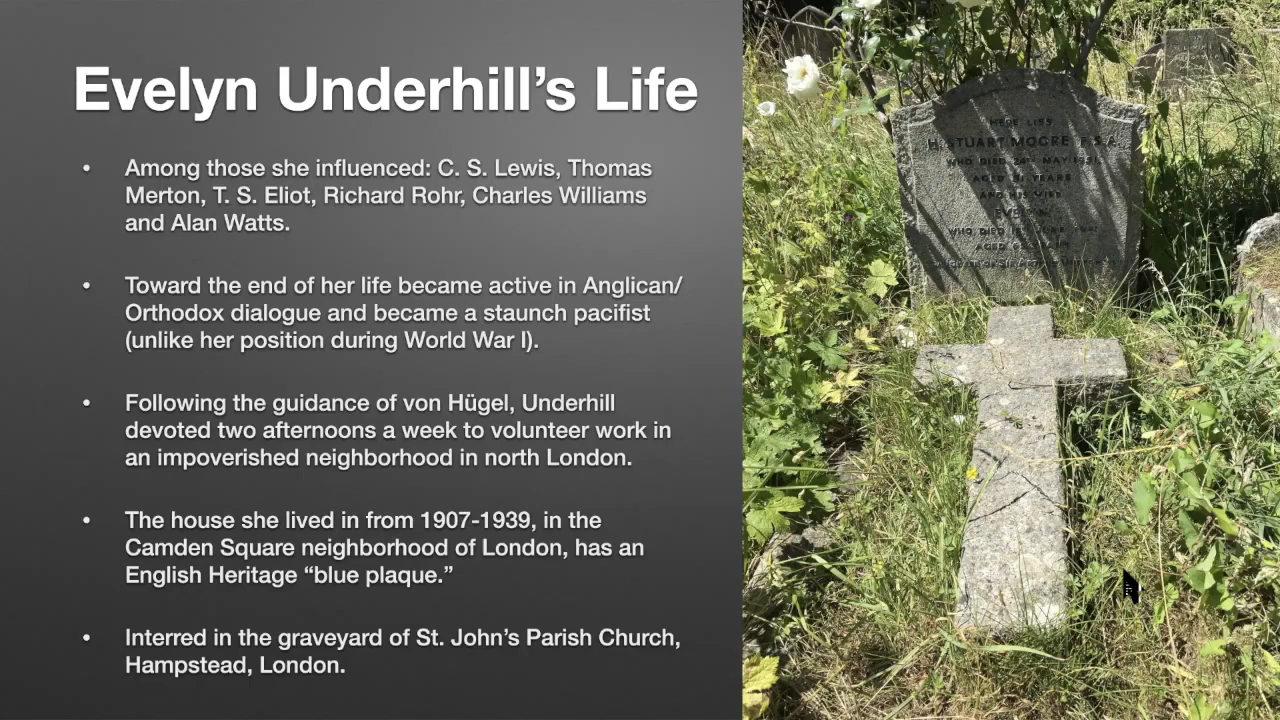 Evelyn Underhill’s Life
• Among those she influenced: C. S. Lewis, Thomas
Merton, T. S. Eliot, Richard Rohr, Charles Williams
and Alan Watts.
• Toward the end of her life became active in Anglican/
Orthodox dialogue and became a staunch pacifist
(unlike her position during World War I).
• Following the guidance of von Hügel, Underhill
devoted two afternoons a week to volunteer work in
an impoverished neighborhood in north London.
• The house she lived in from 1907-1939, in the
Camden Square neighborhood of London, has an
English Heritage “blue plaque.”
• Interred in the graveyard of St. John’s Parish Church,
Hampstead, London.
HERE LIES
H. STUART MOORE F.S.A.
WHO DIED 24TH MAY 1951
AGED 81 YEARS
AND HIS WIFE
EVELYN
WHO DIED
AGED